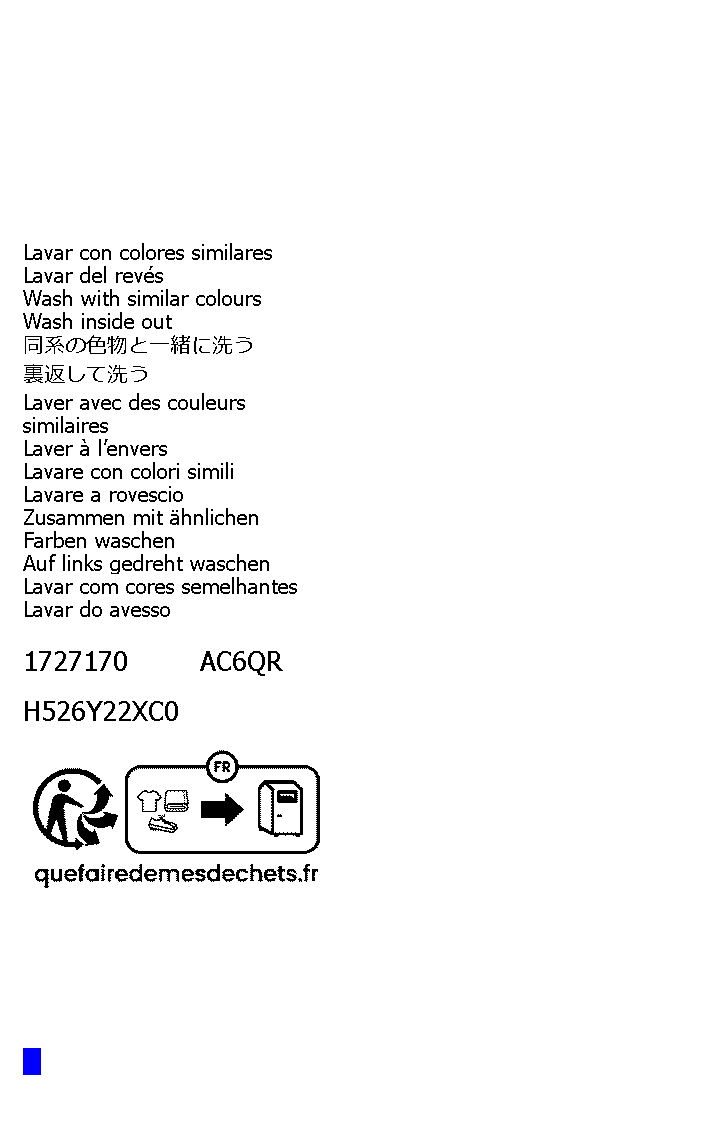 Lavar con colores similares
Lavar del revés
Wash with similar colours
Wash inside out
同系の色物と一緒に洗う
裏返して洗う
Laver avec des couleurs
similaires
Laver à l’envers
Lavare con colori simili
Lavare a rovescio
Zusammen mit ähnlichen
Farben waschen
Auf links gedreht waschen
Lavar com cores semelhantes
Lavar do avesso
1727170 AC6QR
H526Y22XC0
FR
quefairedemesdechets.fr